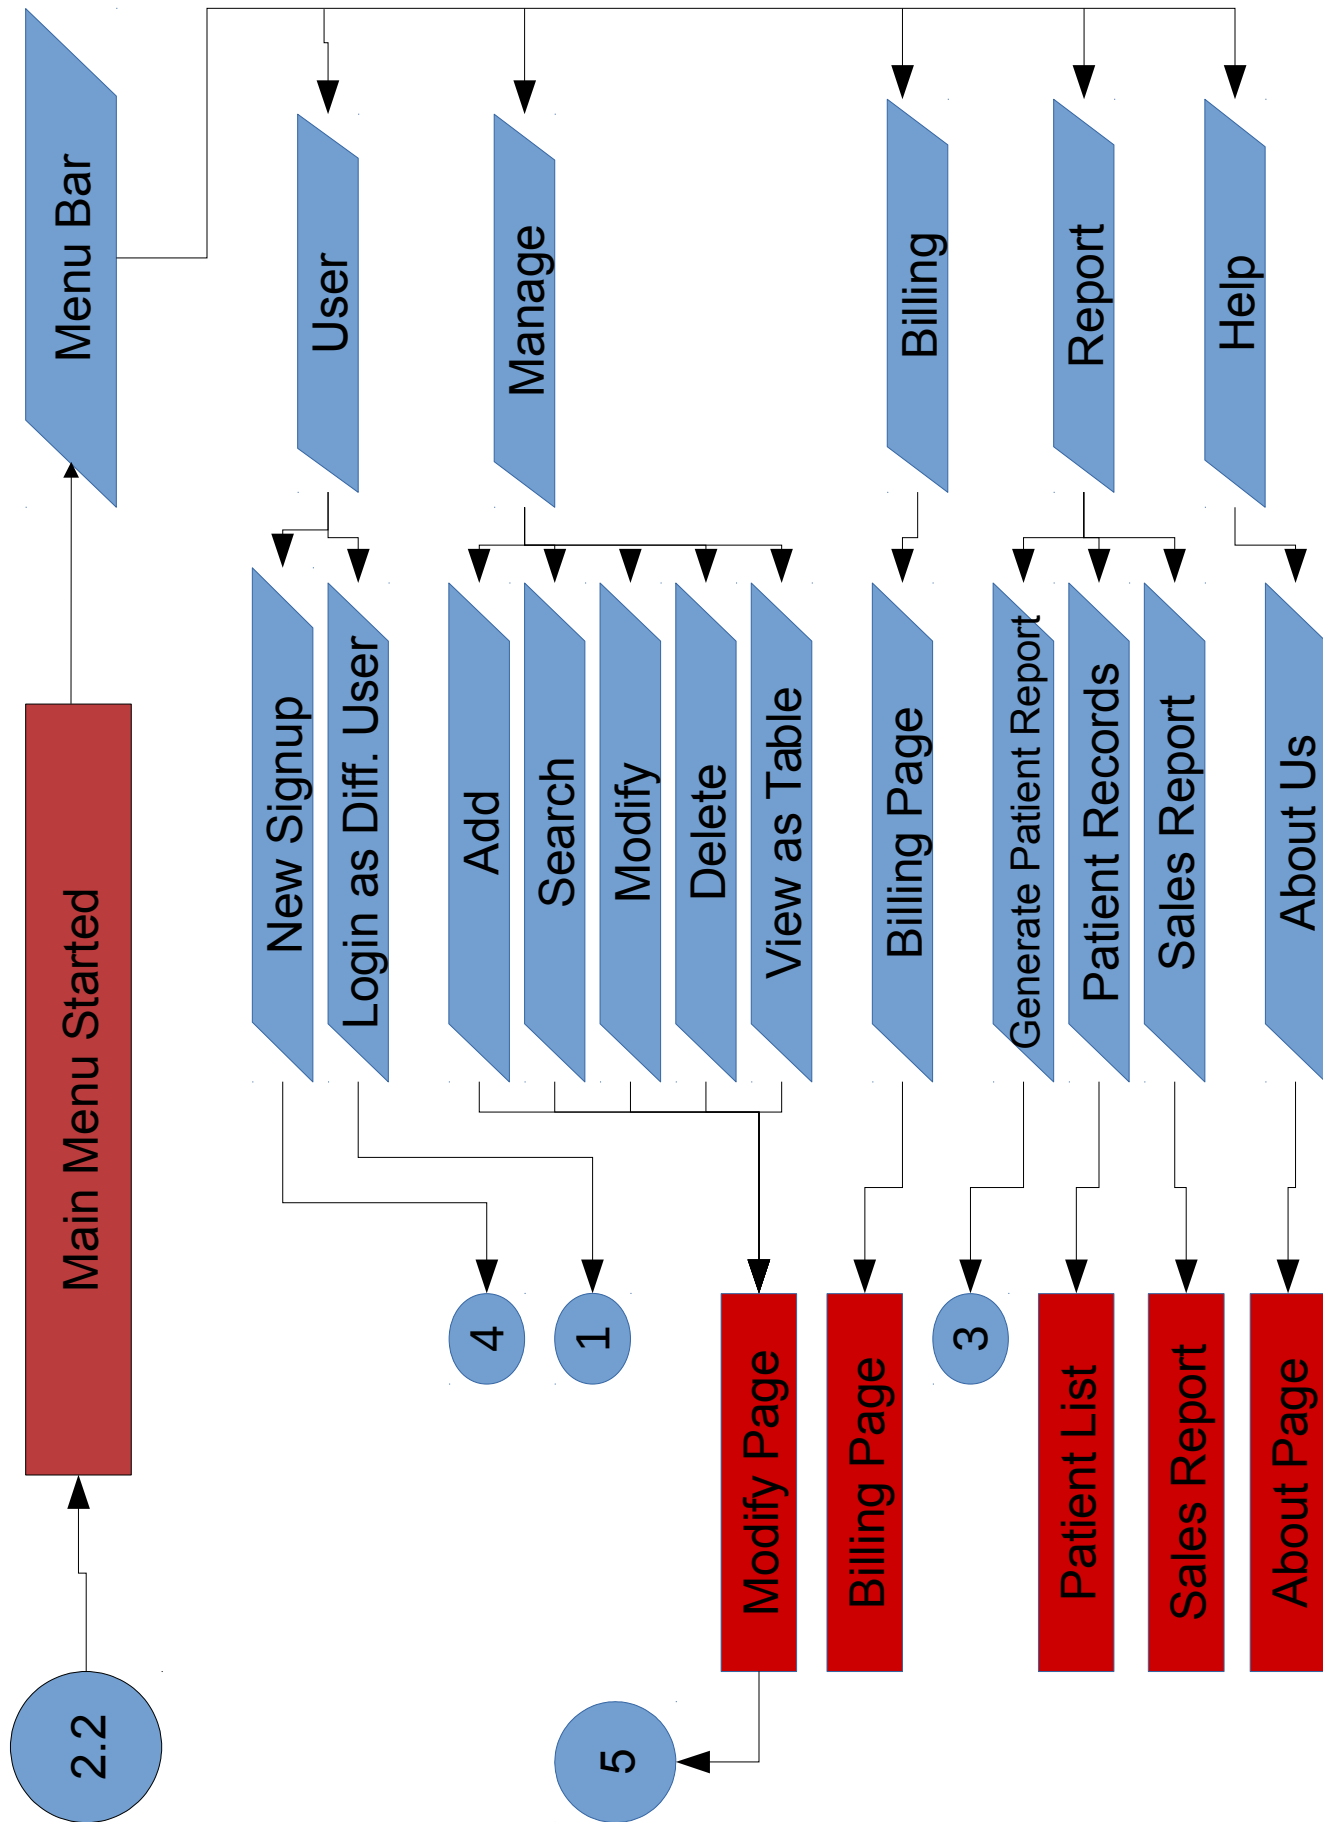 2.2
Main Menu Started
Menu Bar
User
Manage
Billing
Report
Help
New Signup
Login as Diff. User
Add
Search
Modify
Delete
View as Table
Billing Page
Generate Patient Report
Patient Records
Sales Report
About Us
4
1
Modify Page
Billing Page
3
Patient List
Sales Report
About Page
5